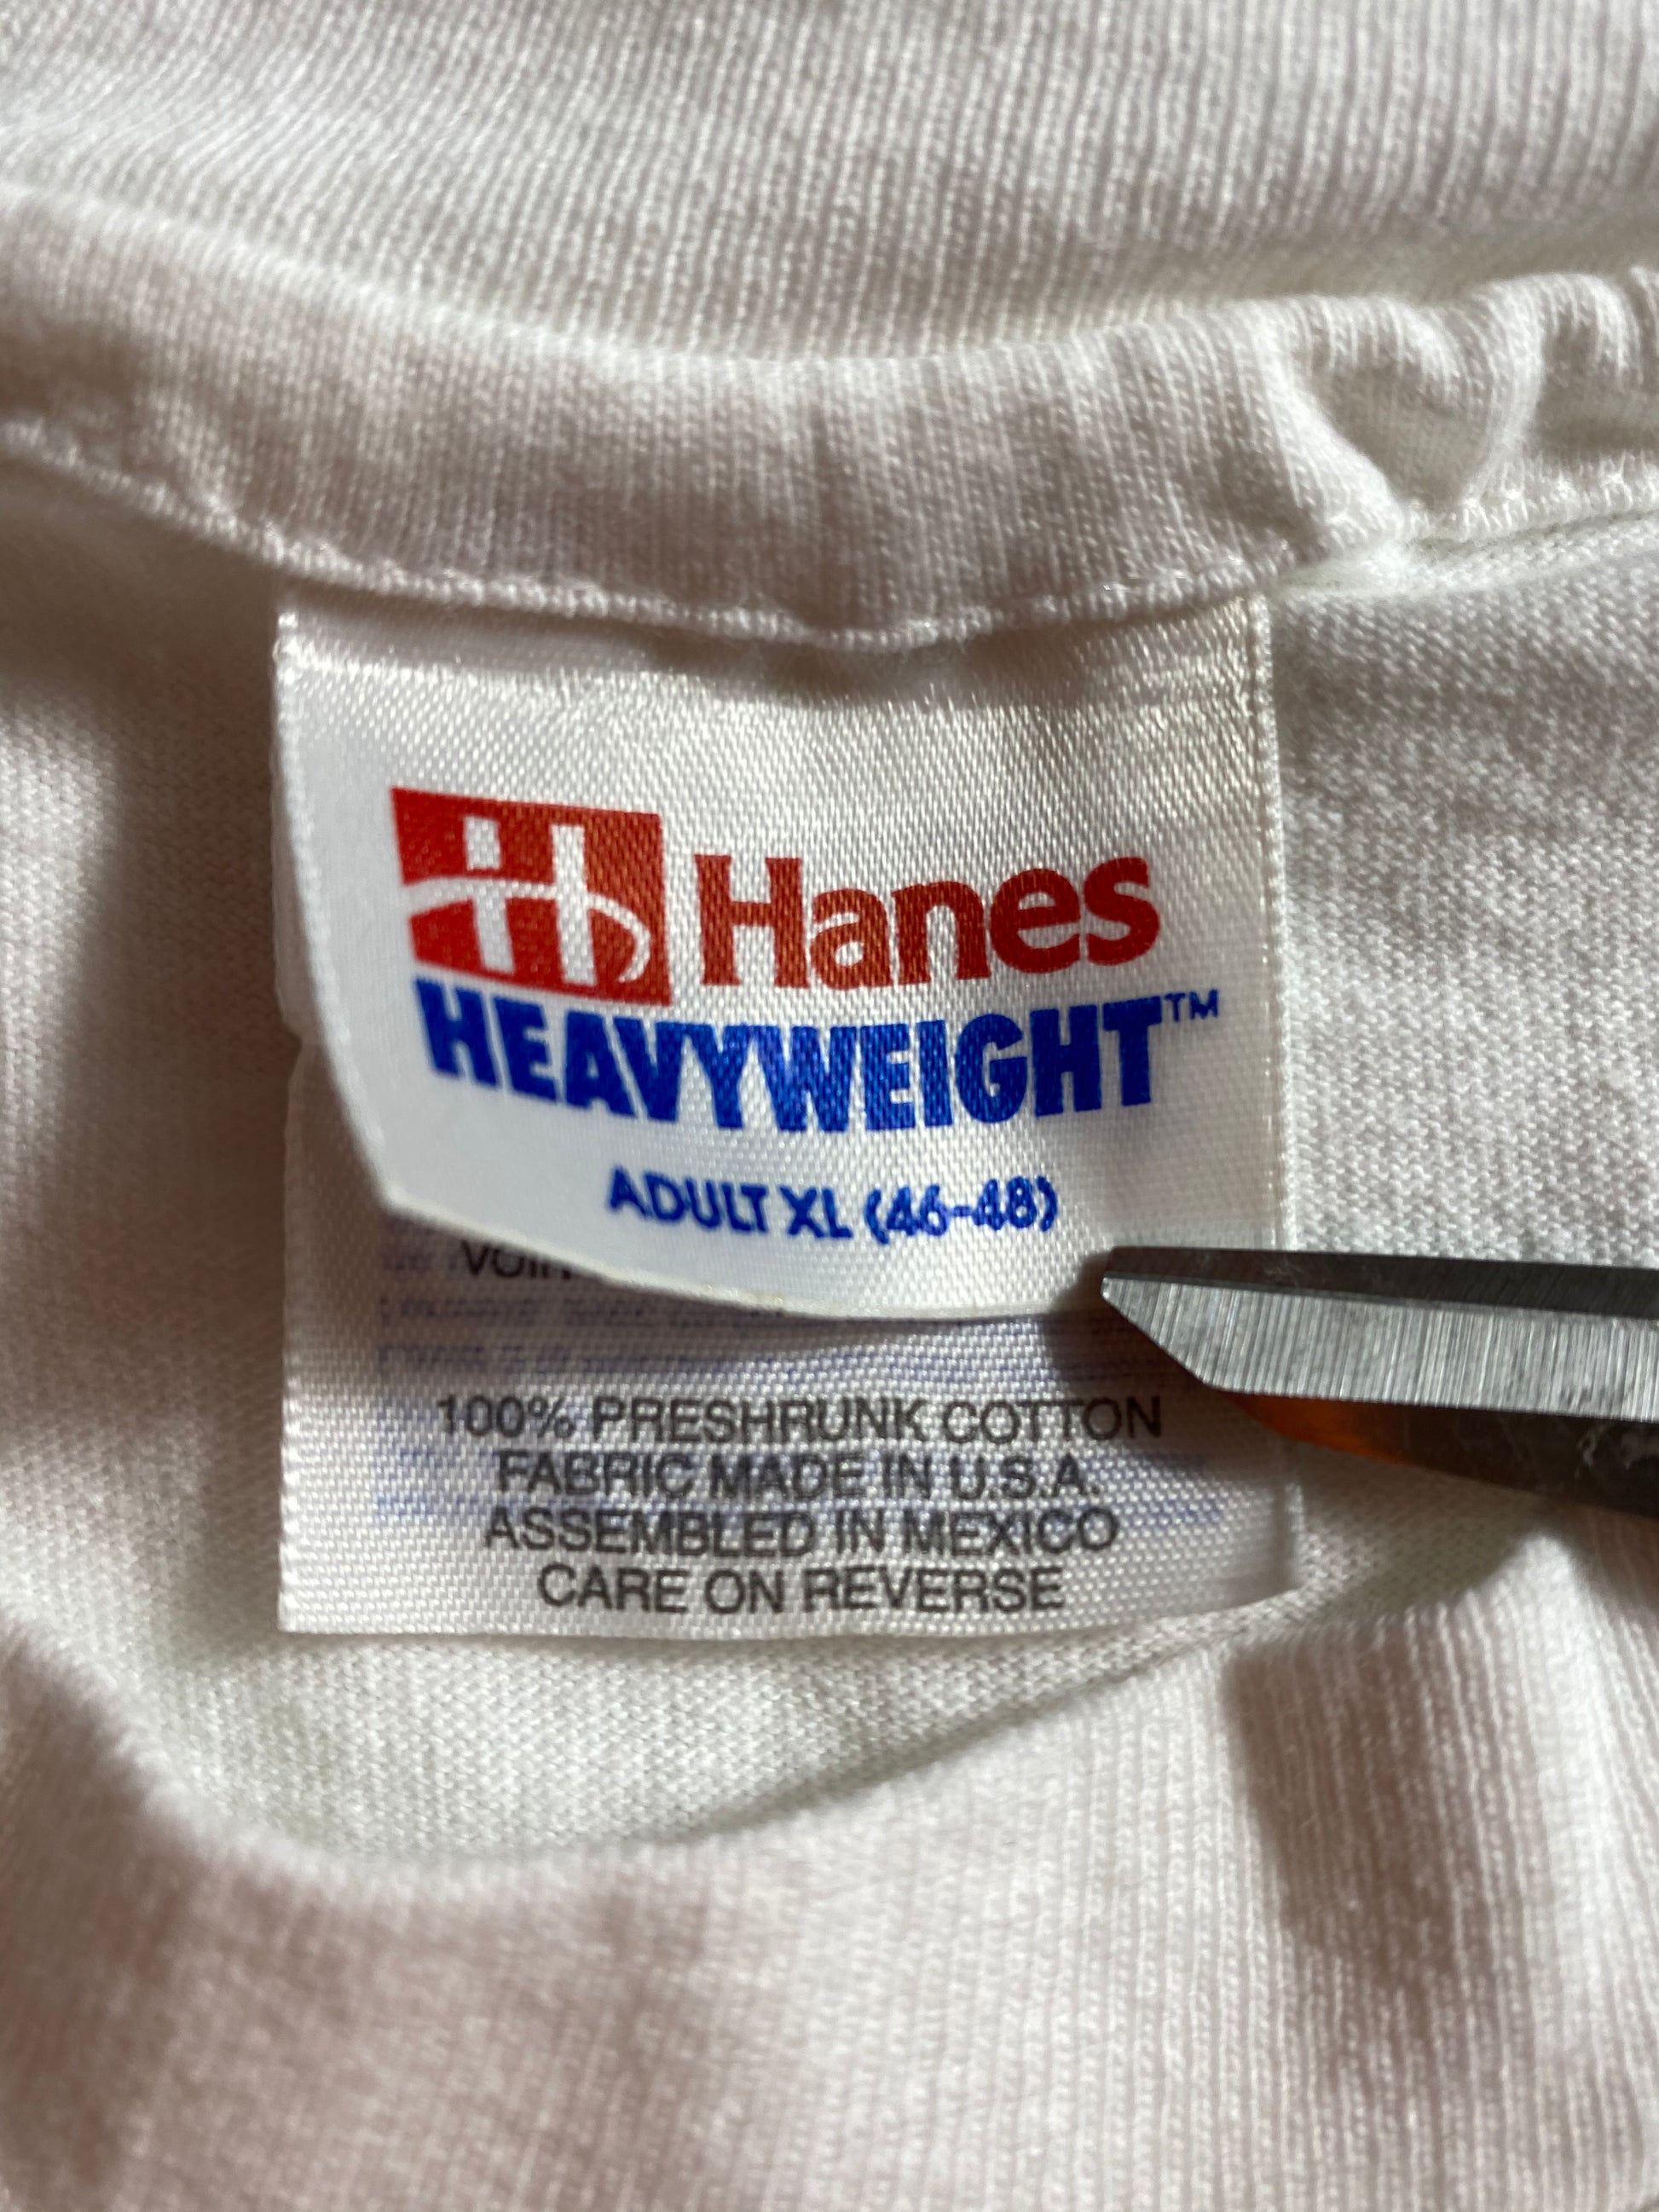 H Hanes
HEAVYWEIGHT™
ADULT XL (46-48)
100% PRESHRUNK COTTON
FABRIC MADE IN U.S.A.
ASSEMBLED IN MEXICO
CARE ON REVERSE